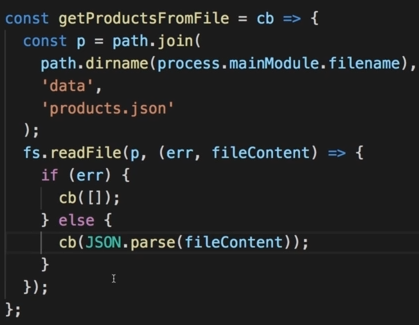 const getProductsFromFile = cb => {
  const p = path.join(
    path.dirname(process.mainModule.filename),
    'data',
    'products.json'
  );
  fs.readFile(p, (err, fileContent) => {
    if (err) {
      cb([]);
    } else {
      cb(JSON.parse(fileContent));
    }
  });
};